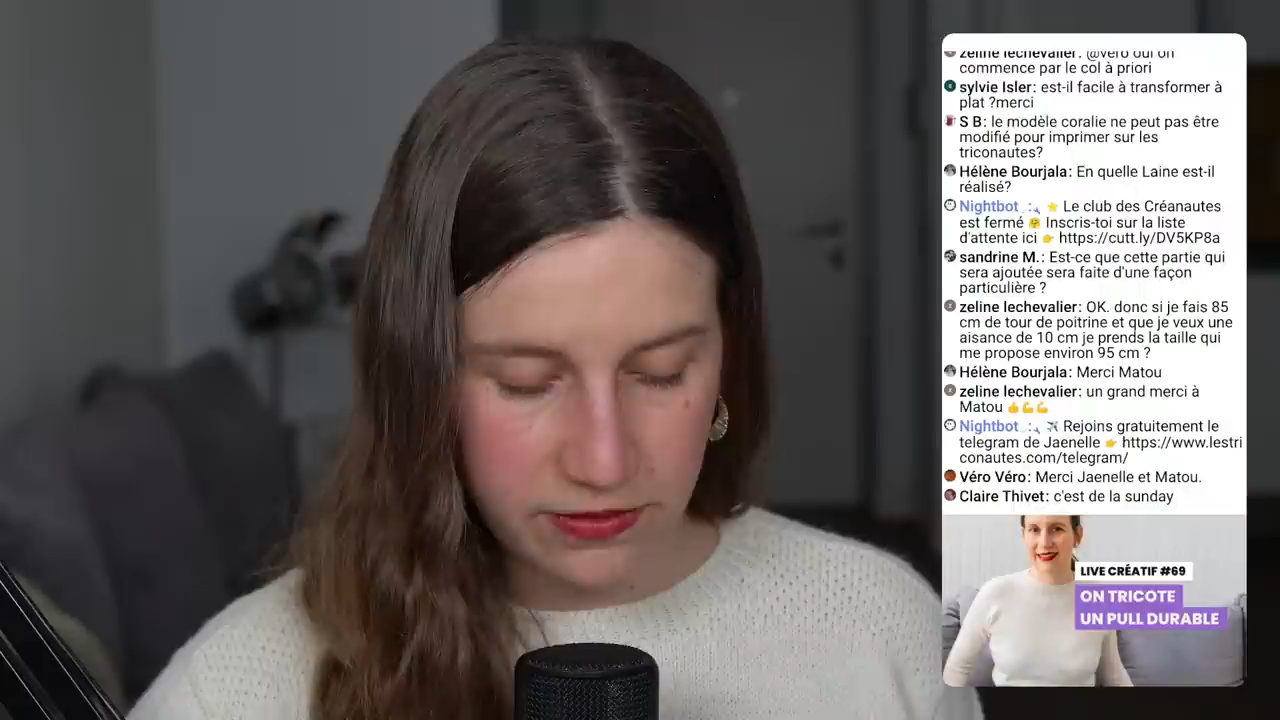 zeline lechevalier: @véro oui on
commence par le col à priori
sylvie Isler: est-il facile à transformer à
plat ?merci
S B: le modèle coralie ne peut pas être
modifié pour imprimer sur les
triconautes?
Hélène Bourjala: En quelle Laine est-il
réalisé?
Nightbot ⭐ Le club des Créanautes
est fermé 🤗 Inscris-toi sur la liste
d'attente ici 👉 https://cutt.ly/DV5KP8a
sandrine M.: Est-ce que cette partie qui
sera ajoutée sera faite d'une façon
particulière ?
zeline lechevalier: OK. donc si je fais 85
cm de tour de poitrine et que je veux une
aisance de 10 cm je prends la taille qui
me propose environ 95 cm ?
Hélène Bourjala: Merci Matou
zeline lechevalier: un grand merci à
Matou 👍💪💪
Nightbot ✈️ Rejoins gratuitement le
telegram de Jaenelle 👉 https://www.lestri
conautes.com/telegram/
Véro Véro: Merci Jaenelle et Matou.
Claire Thivet: c'est de la sunday
LIVE CRÉATIF #69
ON TRICOTE
UN PULL DURABLE